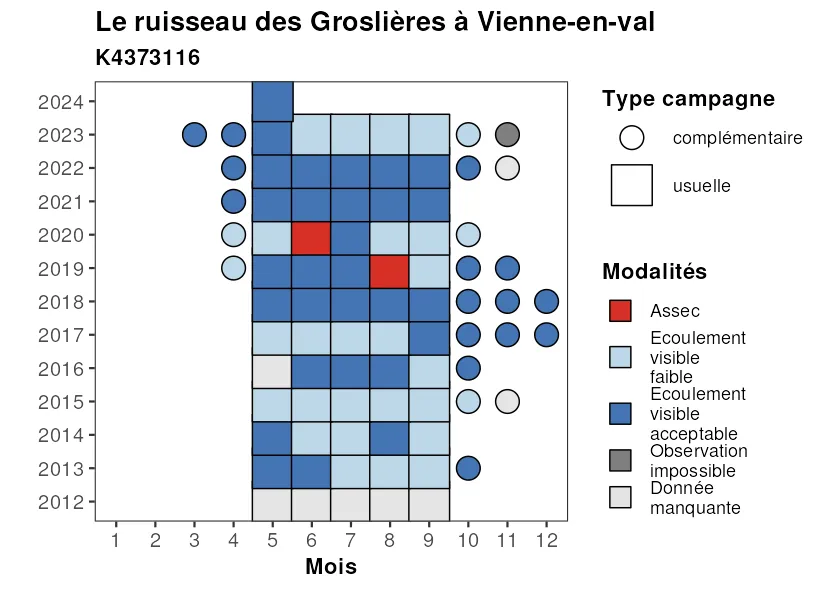 Le ruisseau des Groslières à Vienne-en-val
K4373116
2024
2023
2022
2021
2020
2019
2018
2017
2016
2015
2014
2013
2012
1 2 3 4 5 6 7 8 9 10 11 12
Mois
Type campagne
complémentaire
usuelle
Modalités
Assec
Ecoulement
visible
faible
Ecoulement
visible
acceptable
Observation
impossible
Donnée
manquante